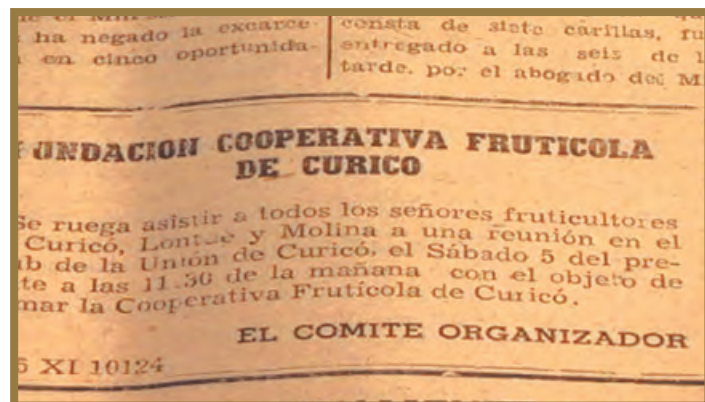 ha negado la excarce-
en cinco oportunida-
consta de siete carillas, fu
entregado a las seis de l
tarde, por el abogado del M
UNDACION COOPERATIVA FRUTICOLA
DE CURICO
Se ruega asistir a todos los señores fruticultores
Curicó, Lontué y Molina a una reunión en el
b de la Unión de Curicó, el Sábado 5 del pre-
te a las 11.30 de la mañana con el objeto de
mar la Cooperativa Frutícola de Curicó.
EL COMITE ORGANIZADOR
XI 10124